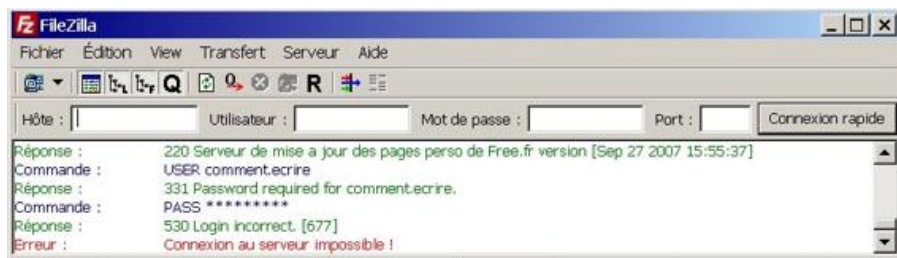 FileZilla
Fichier Édition View Transfert Serveur Aide
Hôte : Utilisateur : Mot de passe : Port : Connexion rapide
Réponse : 220 Serveur de mise a jour des pages perso de Free.fr version [Sep 27 2007 15:55:37]
Commande : USER comment.ecrire
Réponse : 331 Password required for comment.ecrire.
Commande : PASS *********
Réponse : 530 Login incorrect. [677]
Erreur : Connexion au serveur impossible !